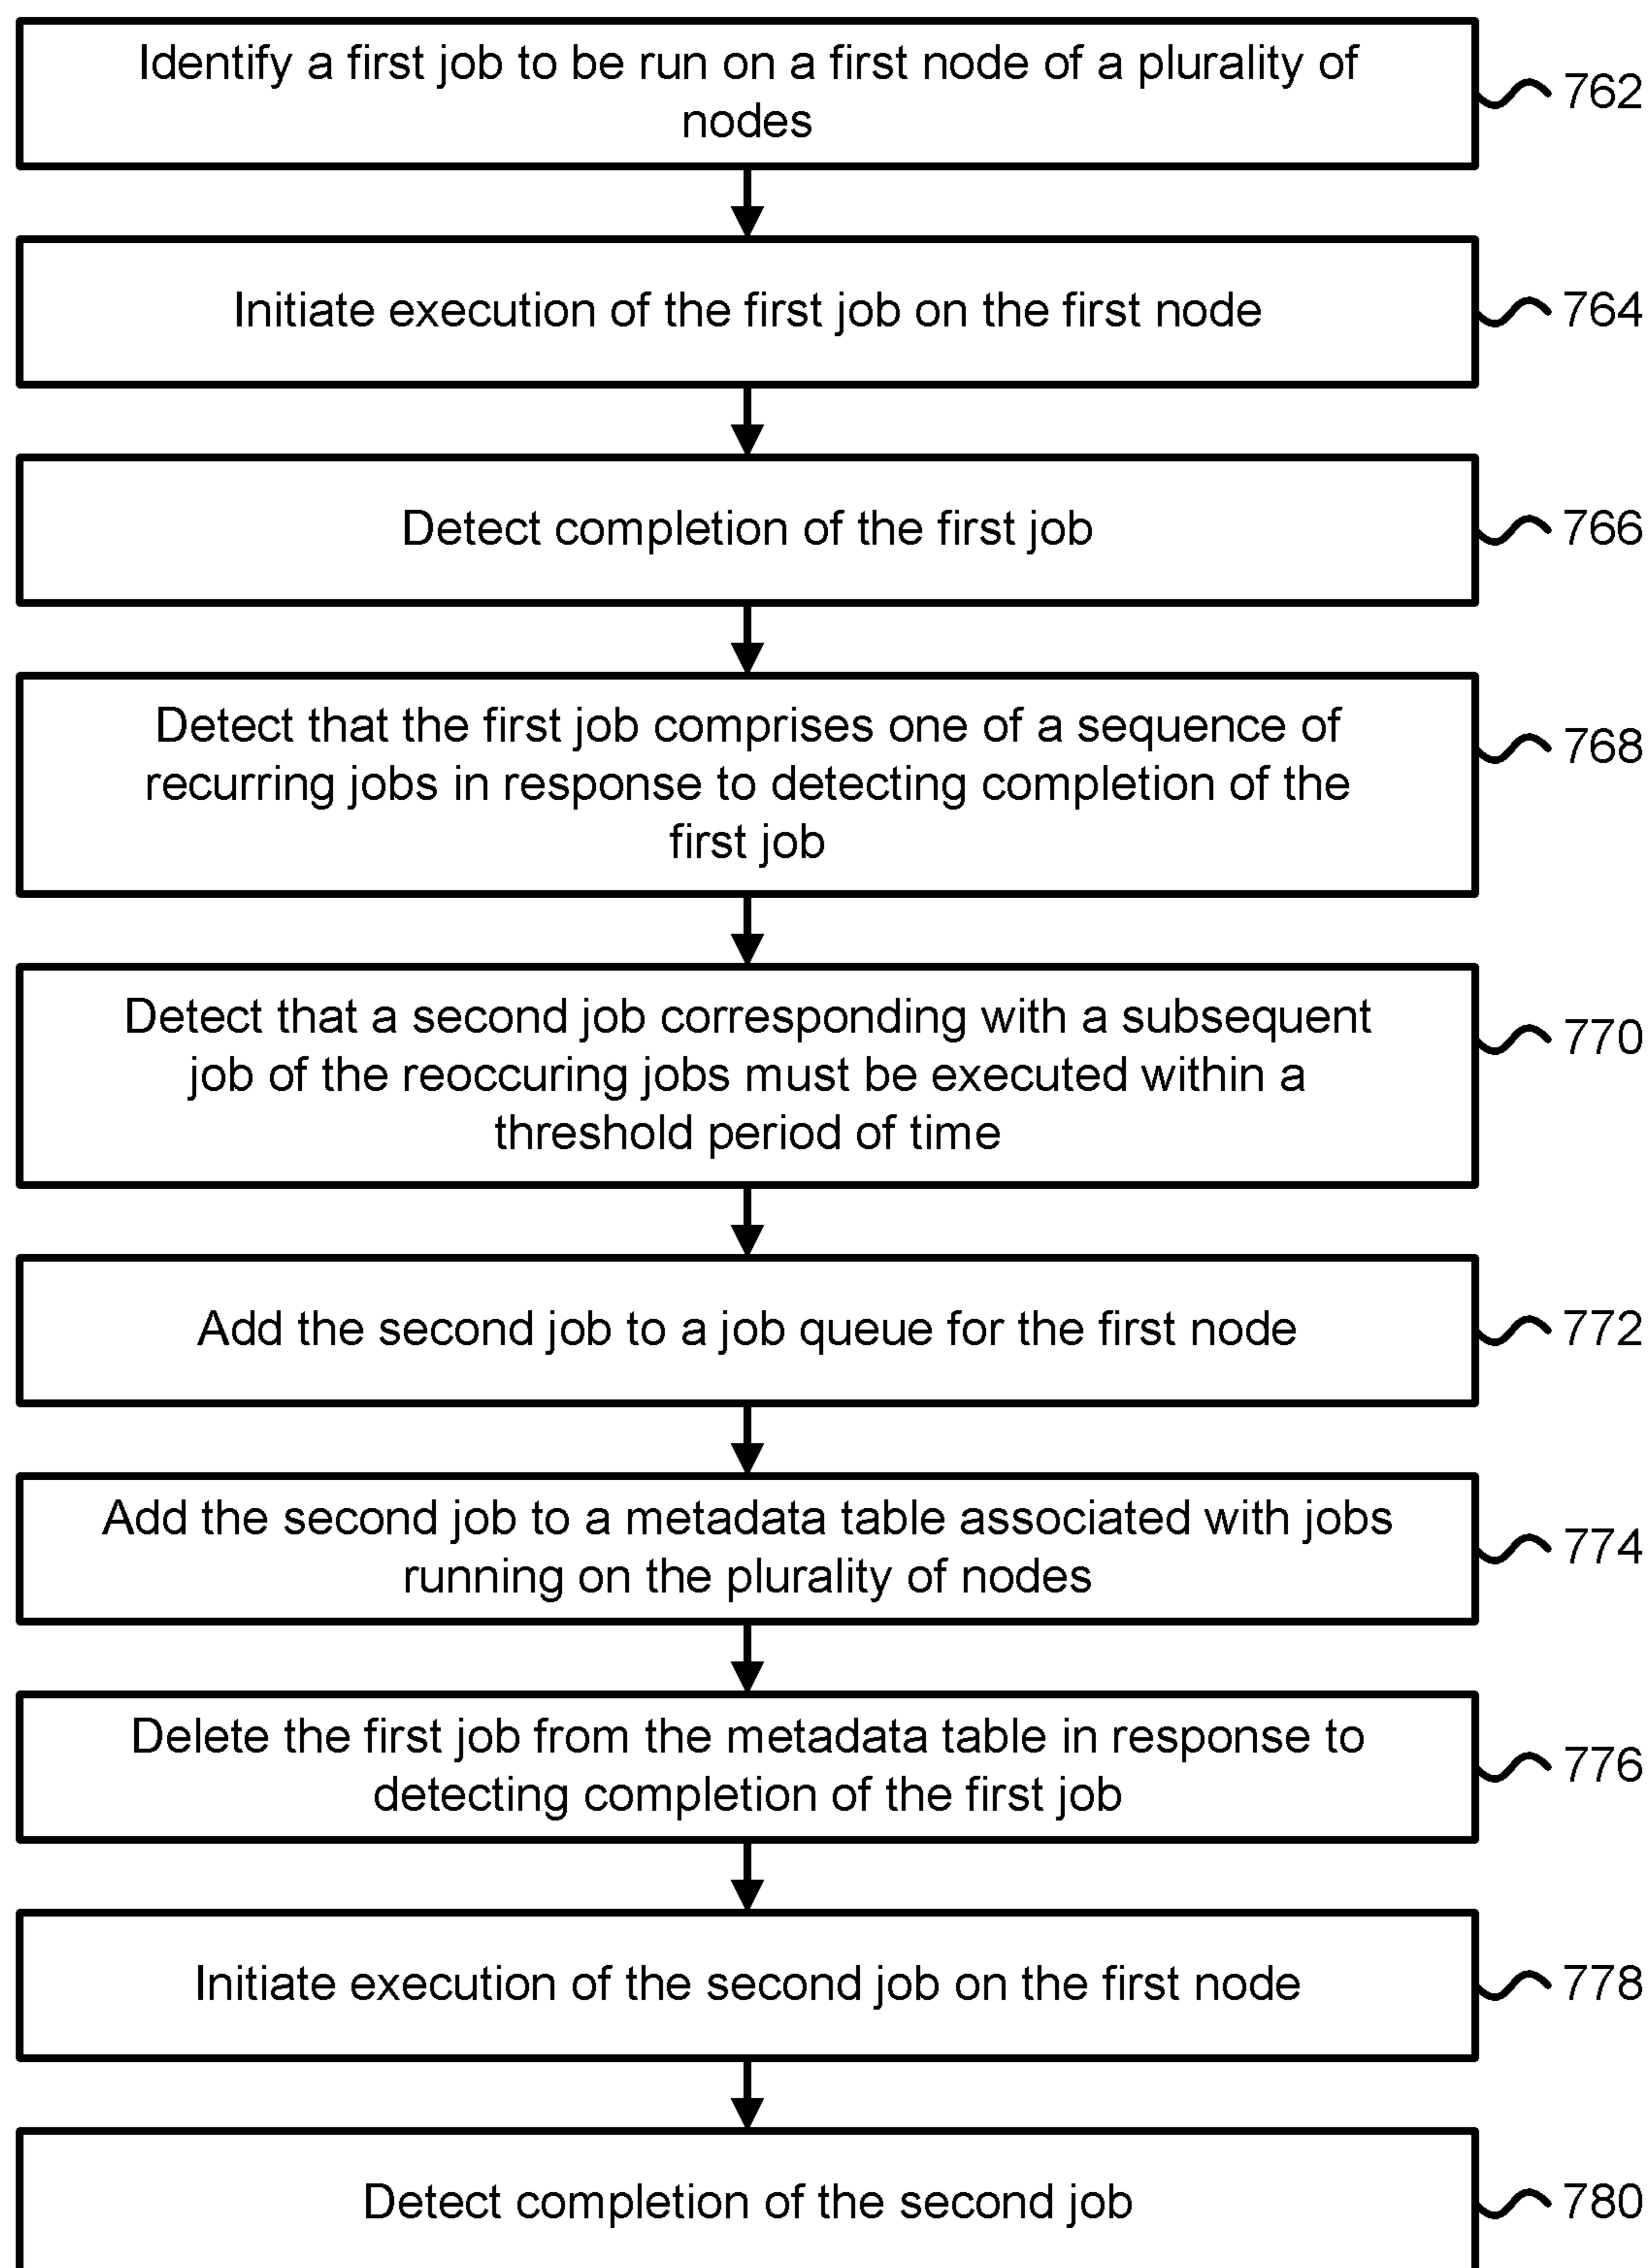 Identify a first job to be run on a first node of a plurality of
nodes
762
Initiate execution of the first job on the first node
764
Detect completion of the first job
766
Detect that the first job comprises one of a sequence of
recurring jobs in response to detecting completion of the
first job
768
Detect that a second job corresponding with a subsequent
job of the reoccuring jobs must be executed within a
threshold period of time
770
Add the second job to a job queue for the first node
772
Add the second job to a metadata table associated with jobs
running on the plurality of nodes
774
Delete the first job from the metadata table in response to
detecting completion of the first job
776
Initiate execution of the second job on the first node
778
Detect completion of the second job
780